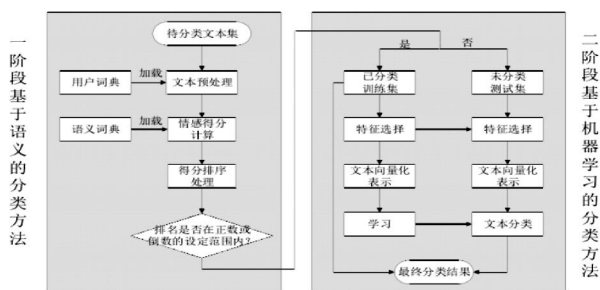 一阶段基于语义的分类方法
待分类文本集
用户词典
加载
文本预处理
语义词典
加载
情感得分
计算
得分排序
处理
排名是否在正数或
倒数的设定范围内?
是
否
已分类
训练集
未分类
测试集
特征选择
特征选择
文本向量化
表示
文本向量化
表示
学习
文本分类
最终分类结果
二阶段基于机器学习的分类方法